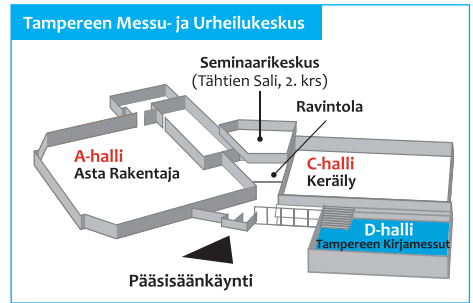 Tampereen Messu- ja Urheilukeskus
Seminaarikeskus
(Tähtien Sali, 2. krs)
Ravintola
A-halli
Asta Rakentaja
C-halli
Keräily
D-halli
Tampereen Kirjamessut
Pääsisäänkäynti